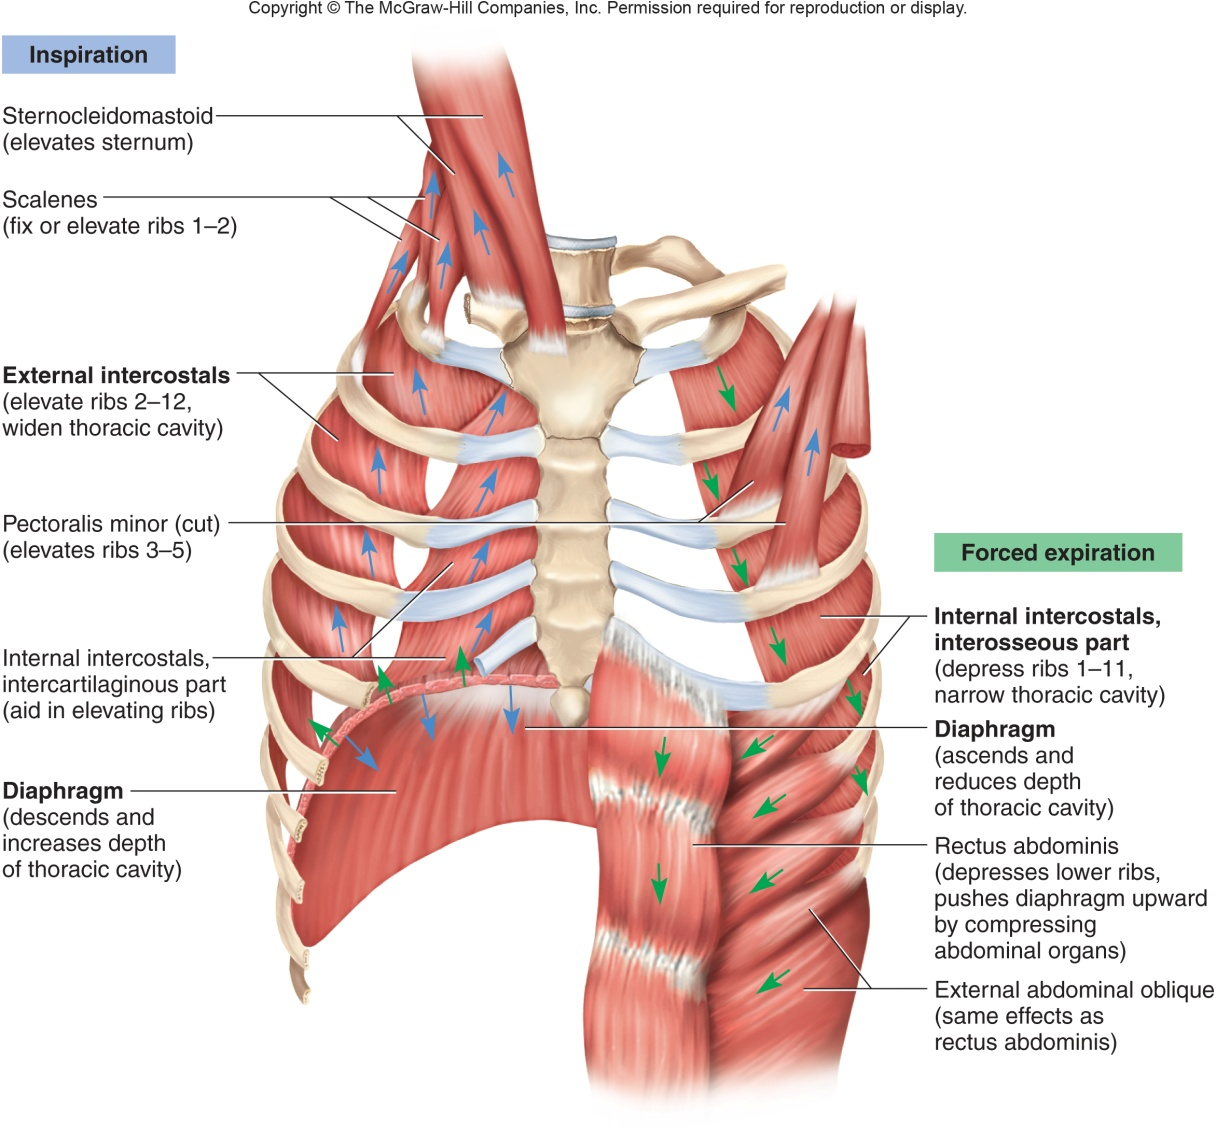 Copyright © The McGraw-Hill Companies, Inc. Permission required for reproduction or display.
Inspiration
Sternocleidomastoid
(elevates sternum)
Scalenes
(fix or elevate ribs 1–2)
External intercostals
(elevate ribs 2–12,
widen thoracic cavity)
Pectoralis minor (cut)
(elevates ribs 3–5)
Internal intercostals,
intercartilaginous part
(aid in elevating ribs)
Diaphragm
(descends and
increases depth
of thoracic cavity)
Forced expiration
Internal intercostals,
interosseous part
(depress ribs 1–11,
narrow thoracic cavity)
Diaphragm
(ascends and
reduces depth
of thoracic cavity)
Rectus abdominis
(depresses lower ribs,
pushes diaphragm upward
by compressing
abdominal organs)
External abdominal oblique
(same effects as
rectus abdominis)